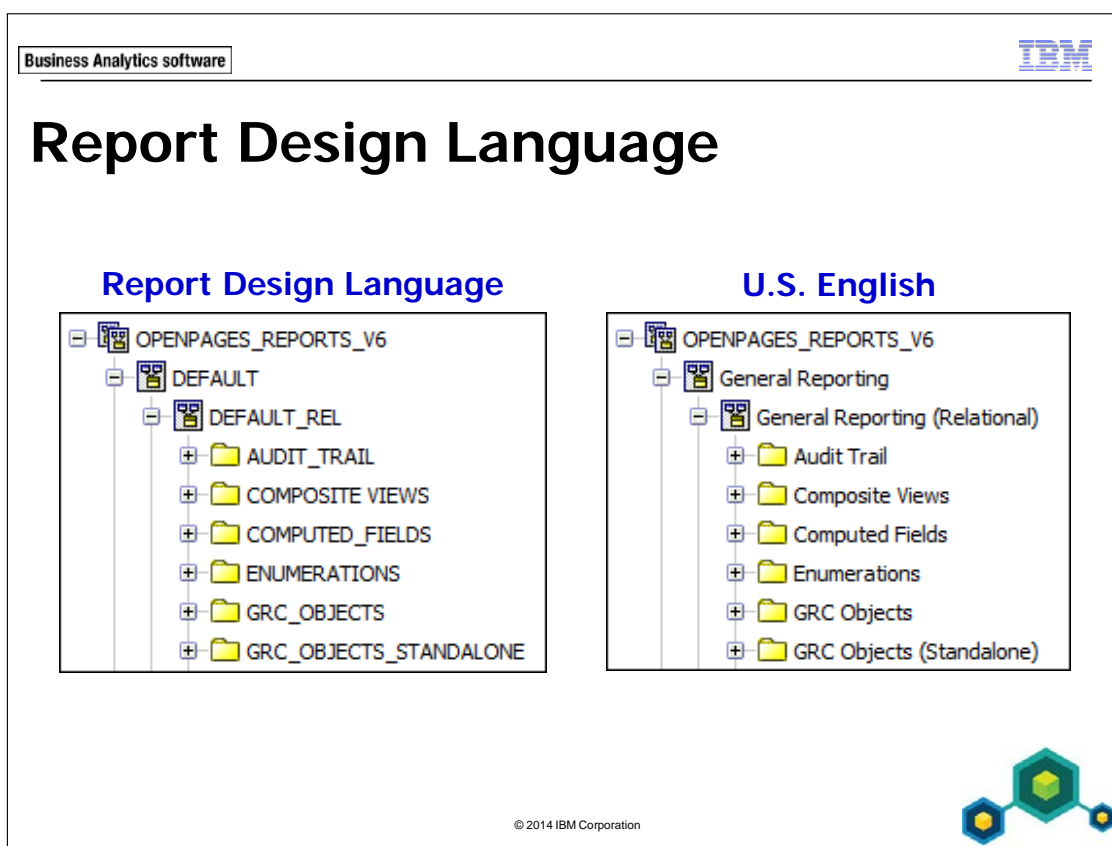 Business Analytics software
IBM
Report Design Language
Report Design Language
OPENPAGES_REPORTS_V6
DEFAULT
DEFAULT_REL
AUDIT_TRAIL
COMPOSITE VIEWS
COMPUTED_FIELDS
ENUMERATIONS
GRC_OBJECTS
GRC_OBJECTS_STANDALONE
U.S. English
OPENPAGES_REPORTS_V6
General Reporting
General Reporting (Relational)
Audit Trail
Composite Views
Computed Fields
Enumerations
GRC Objects
GRC Objects (Standalone)
© 2014 IBM Corporation